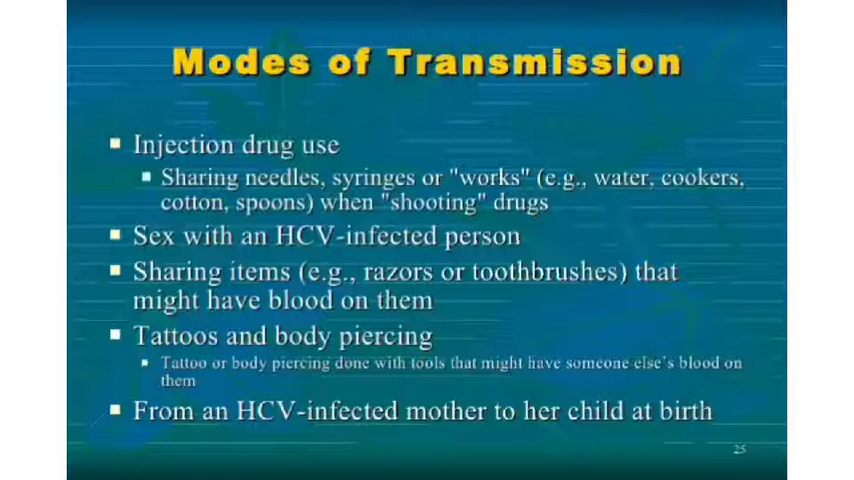 Modes of Transmission
Injection drug use
Sharing needles, syringes or "works" (e.g., water, cookers,
cotton, spoons) when "shooting" drugs
Sex with an HCV-infected person
Sharing items (e.g., razors or toothbrushes) that
might have blood on them
Tattoos and body piercing
Tattoo or body piercing done with tools that might have someone else's blood on
them
From an HCV-infected mother to her child at birth
25